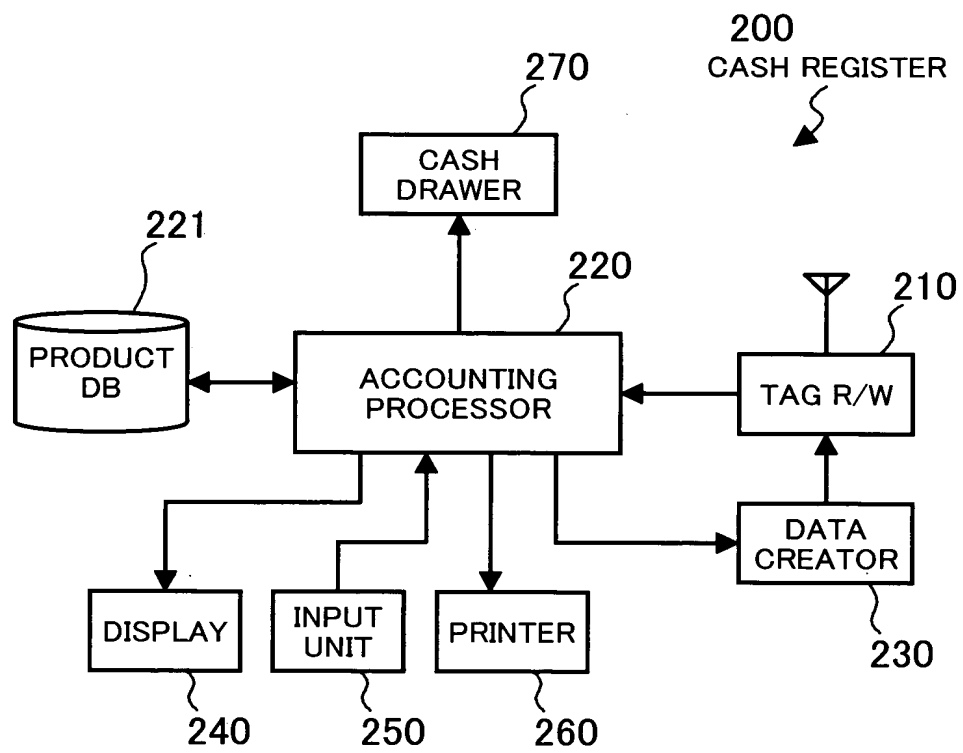 200
CASH REGISTER
270
CASH
DRAWER
221
220
210
PRODUCT
DB
ACCOUNTING
PROCESSOR
TAG R/W
DATA
CREATOR
230
DISPLAY
INPUT
UNIT
PRINTER
240
250
260